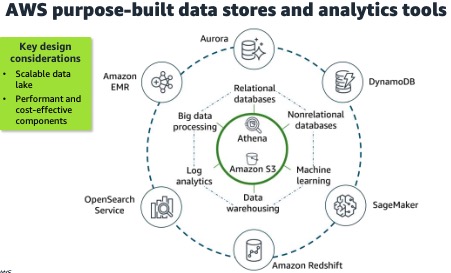 AWS purpose-built data stores and analytics tools
Key design
considerations
• Scalable data
lake
• Performant and
cost-effective
components
Aurora
Amazon
EMR
DynamoDB
Relational
databases
Big data
processing
Nonrelational
databases
Athena
Amazon S3
Log
analytics
Machine
learning
Data
warehousing
OpenSearch
Service
SageMaker
Amazon Redshift